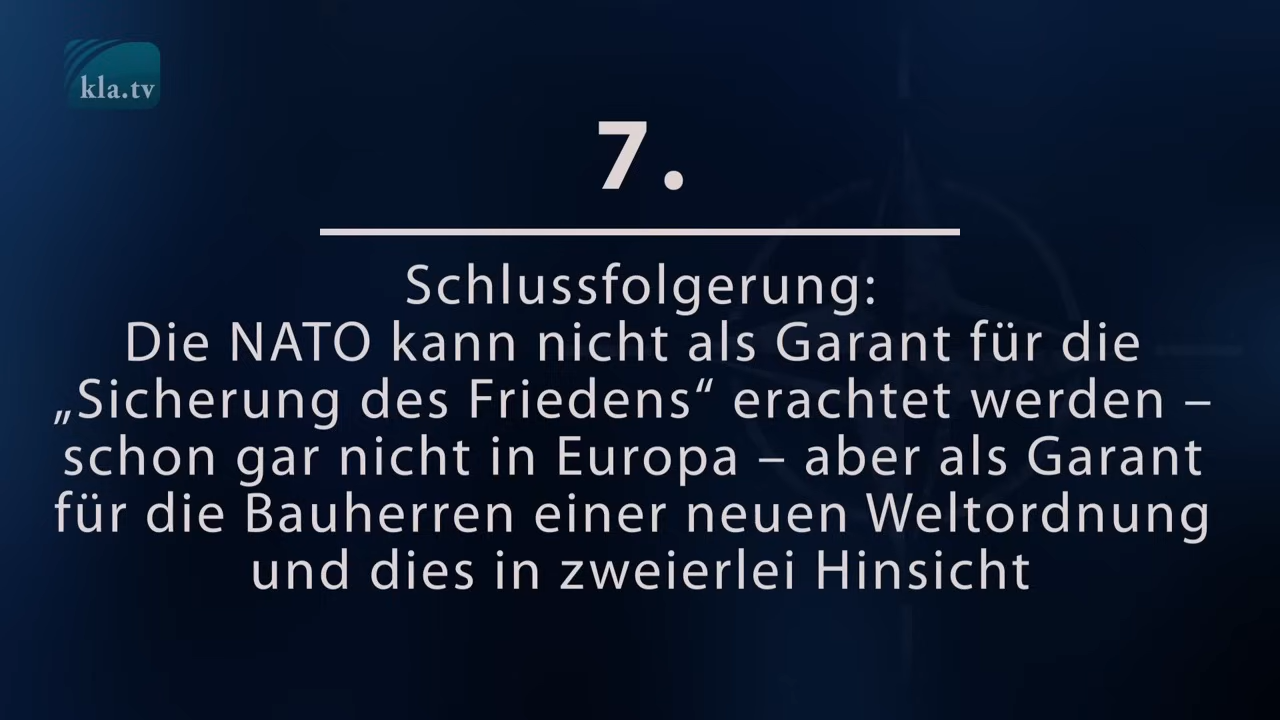 kla.tv
7.
Schlussfolgerung:
Die NATO kann nicht als Garant für die
„Sicherung des Friedens“ erachtet werden –
schon gar nicht in Europa – aber als Garant
für die Bauherren einer neuen Weltordnung
und dies in zweierlei Hinsicht